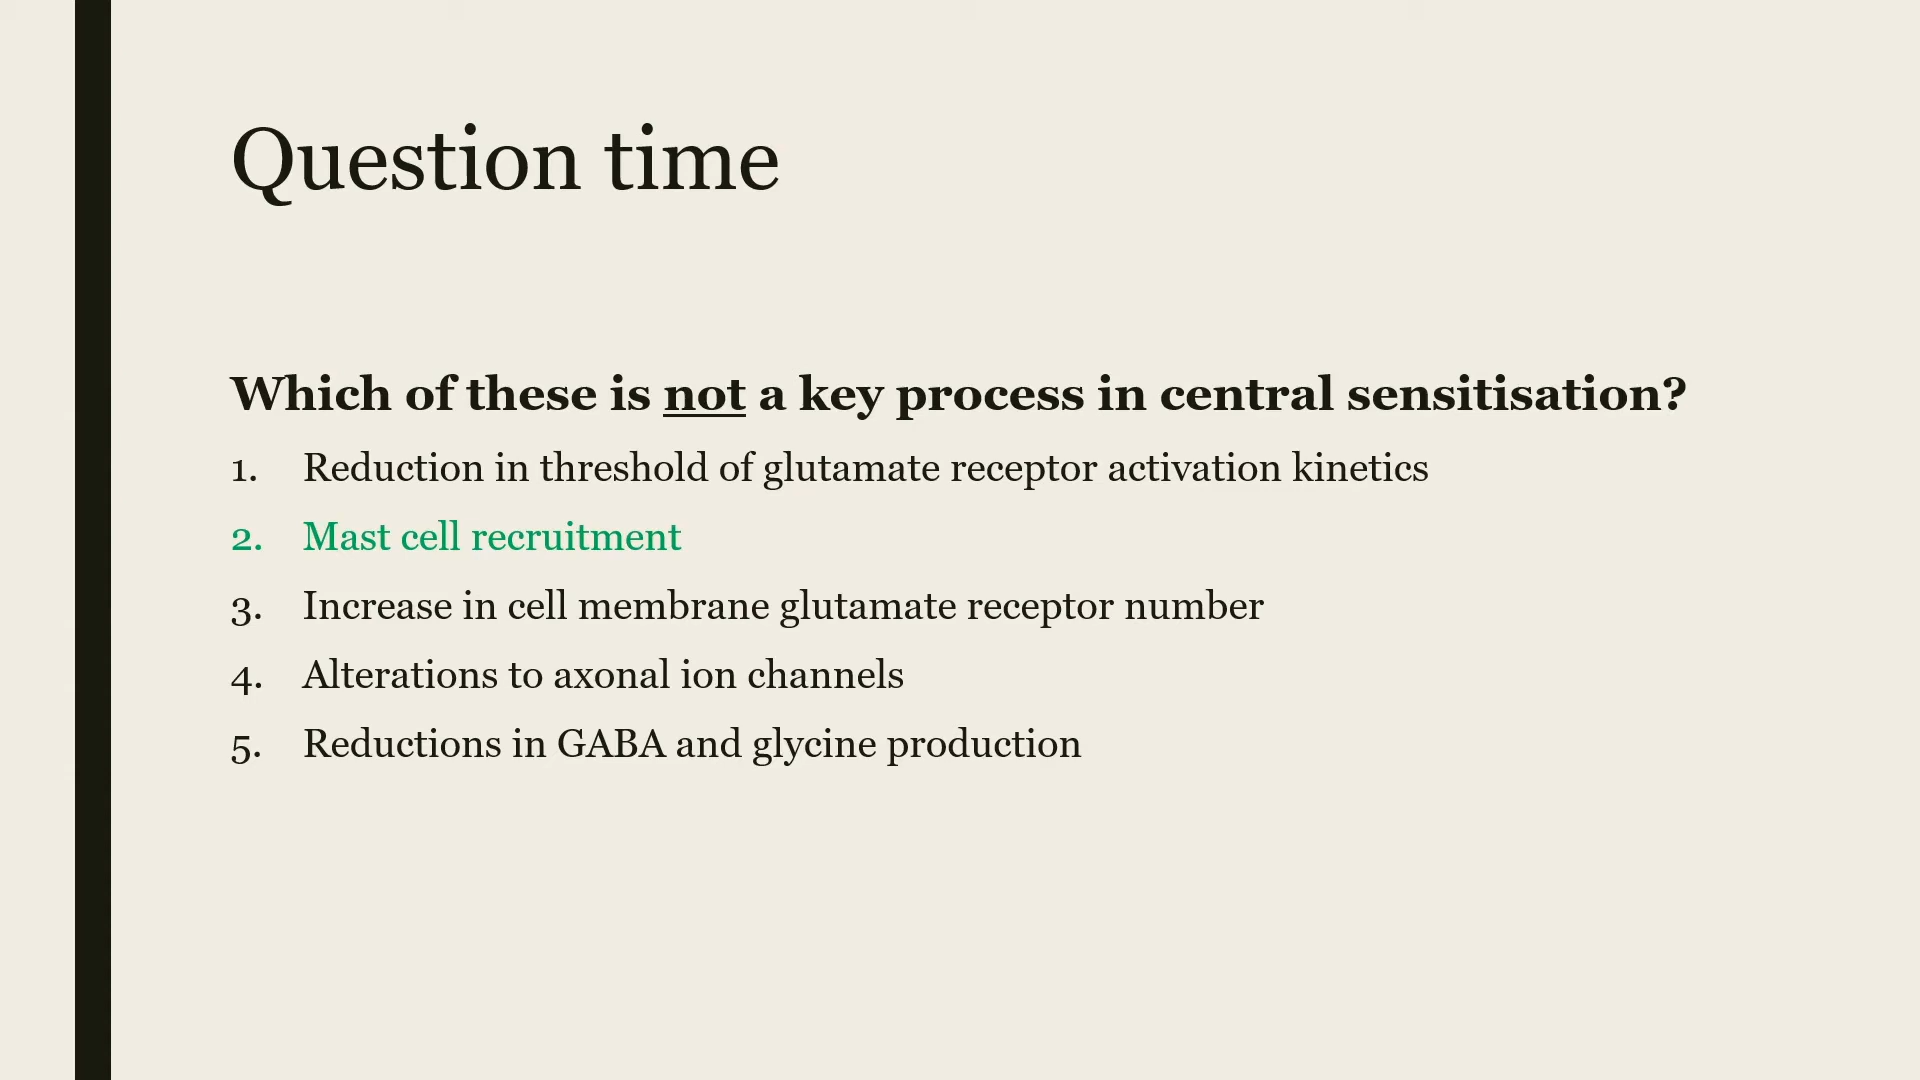 Question time
Which of these is not a key process in central sensitisation?
1. Reduction in threshold of glutamate receptor activation kinetics
2. Mast cell recruitment
3. Increase in cell membrane glutamate receptor number
4. Alterations to axonal ion channels
5. Reductions in GABA and glycine production